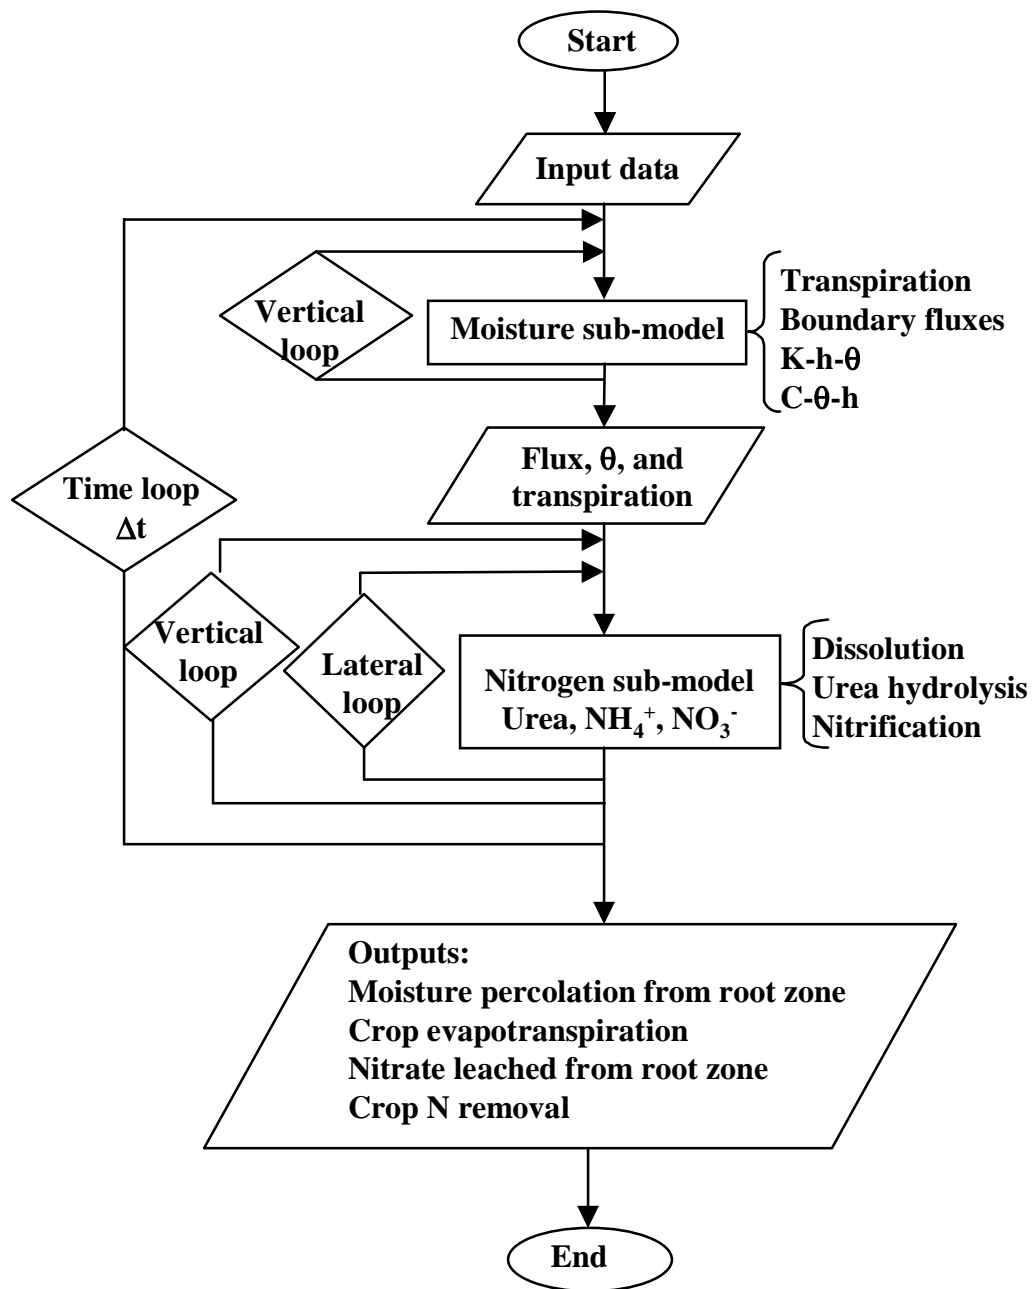 Start
Input data
Vertical
loop
Moisture sub-model
Transpiration
Boundary fluxes
K-h-θ
C-θ-h
Flux, θ, and
transpiration
Time loop
Δt
Vertical
loop
Lateral
loop
Nitrogen sub-model
Urea, NH₄⁺, NO₃⁻
Dissolution
Urea hydrolysis
Nitrification
Outputs:
Moisture percolation from root zone
Crop evapotranspiration
Nitrate leached from root zone
Crop N removal
End